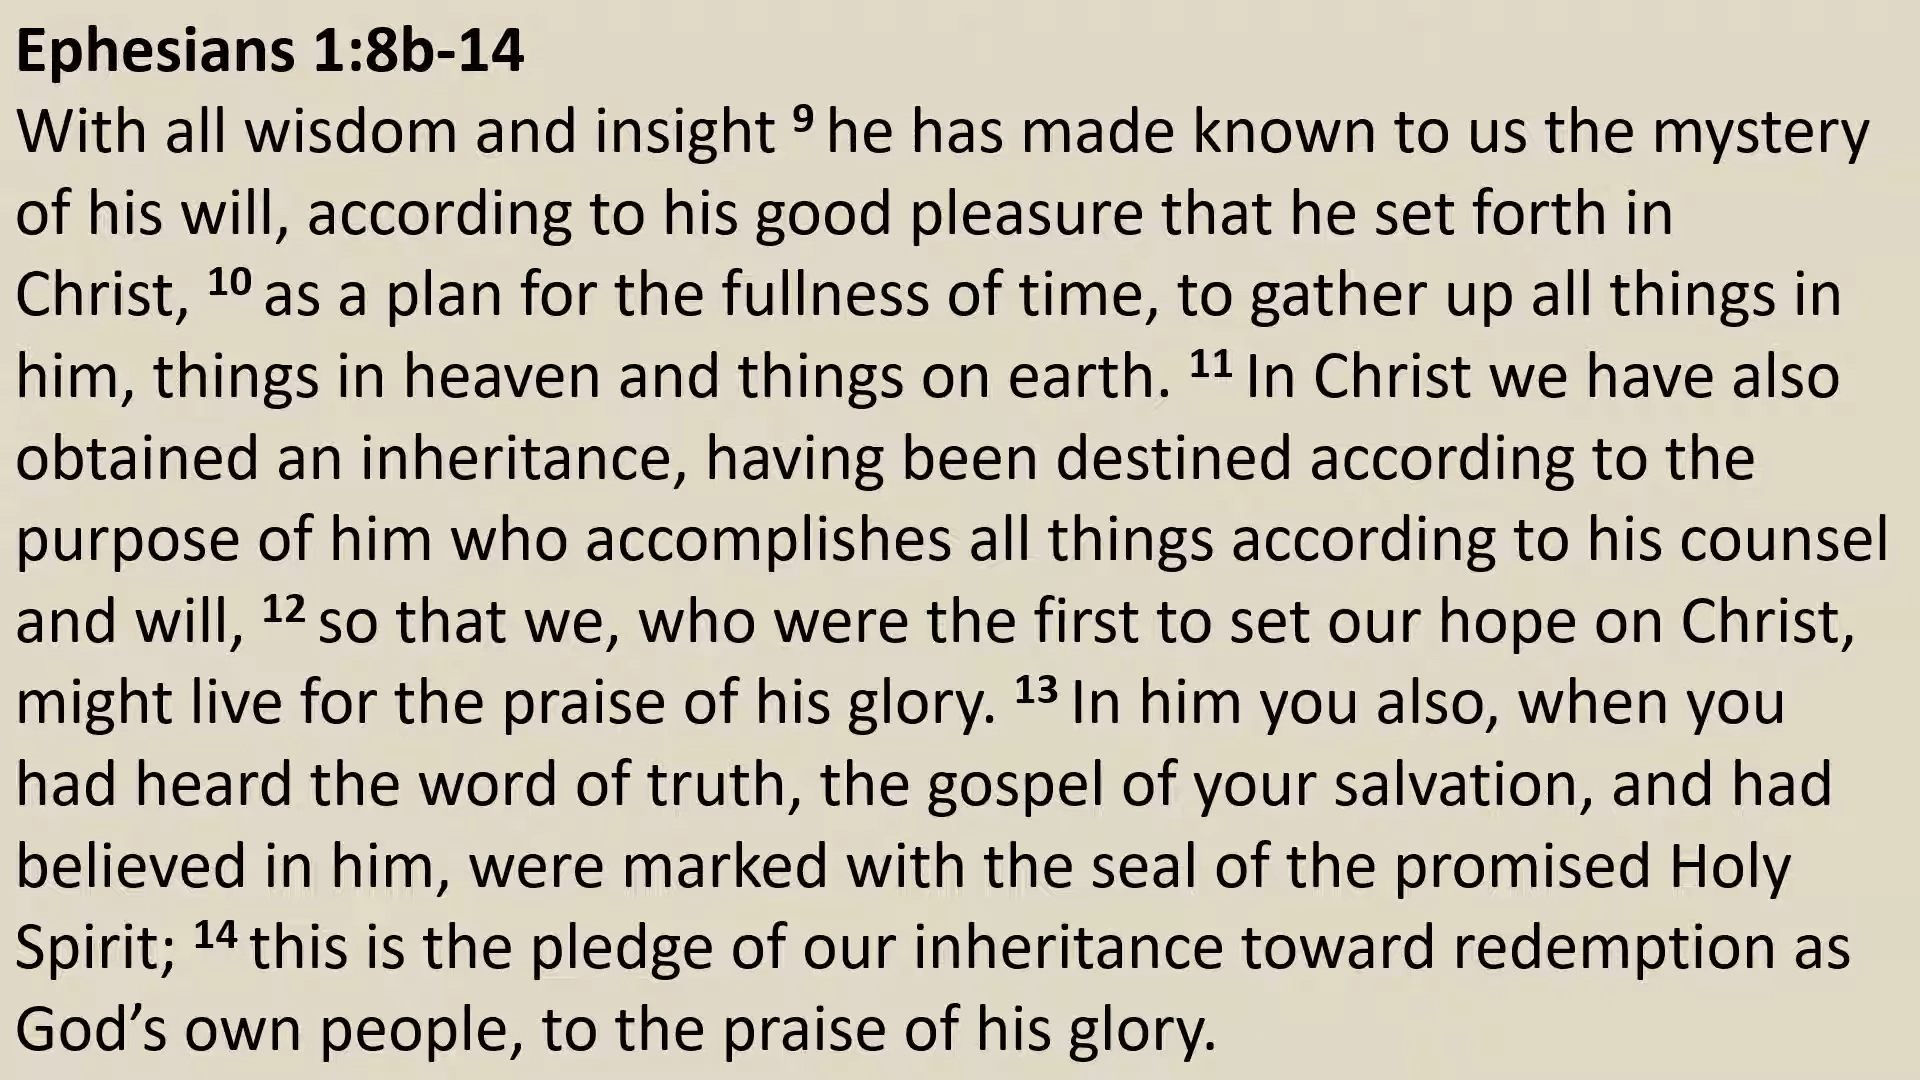 Ephesians 1:8b-14
With all wisdom and insight 9 he has made known to us the mystery
of his will, according to his good pleasure that he set forth in
Christ, 10 as a plan for the fullness of time, to gather up all things in
him, things in heaven and things on earth. 11 In Christ we have also
obtained an inheritance, having been destined according to the
purpose of him who accomplishes all things according to his counsel
and will, 12 so that we, who were the first to set our hope on Christ,
might live for the praise of his glory. 13 In him you also, when you
had heard the word of truth, the gospel of your salvation, and had
believed in him, were marked with the seal of the promised Holy
Spirit; 14 this is the pledge of our inheritance toward redemption as
God’s own people, to the praise of his glory.